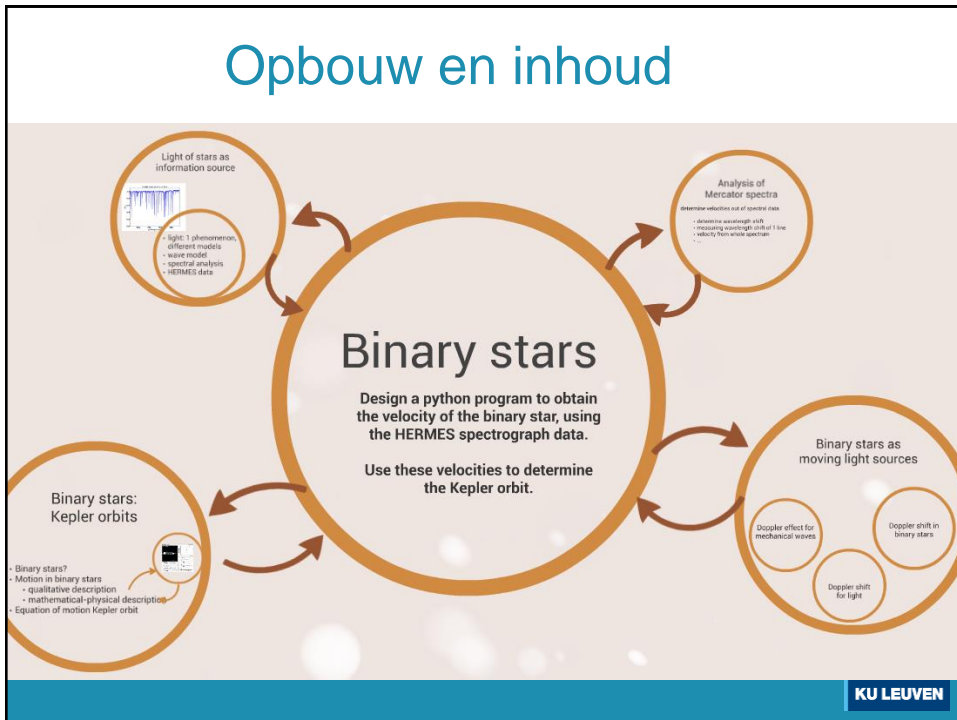 Opbouw en inhoud
Light of stars as
information source
• light: 1 phenomenon,
different models
• wave model
• spectral analysis
• HERMES data
Analysis of
Mercator spectra
determine velocities out of spectral data
• determine wavelength shift
• measuring wavelength shift of 1 line
• velocity from whole spectrum
• ...
Binary stars
Design a python program to obtain
the velocity of the binary star, using
the HERMES spectrograph data.
Use these velocities to determine
the Kepler orbit.
Binary stars:
Kepler orbits
• Binary stars?
• Motion in binary stars
• qualitative description
• mathematical-physical description
• Equation of motion Kepler orbit
Binary stars as
moving light sources
Doppler effect for
mechanical waves
Doppler shift in
binary stars
Doppler shift
for light
KU LEUVEN